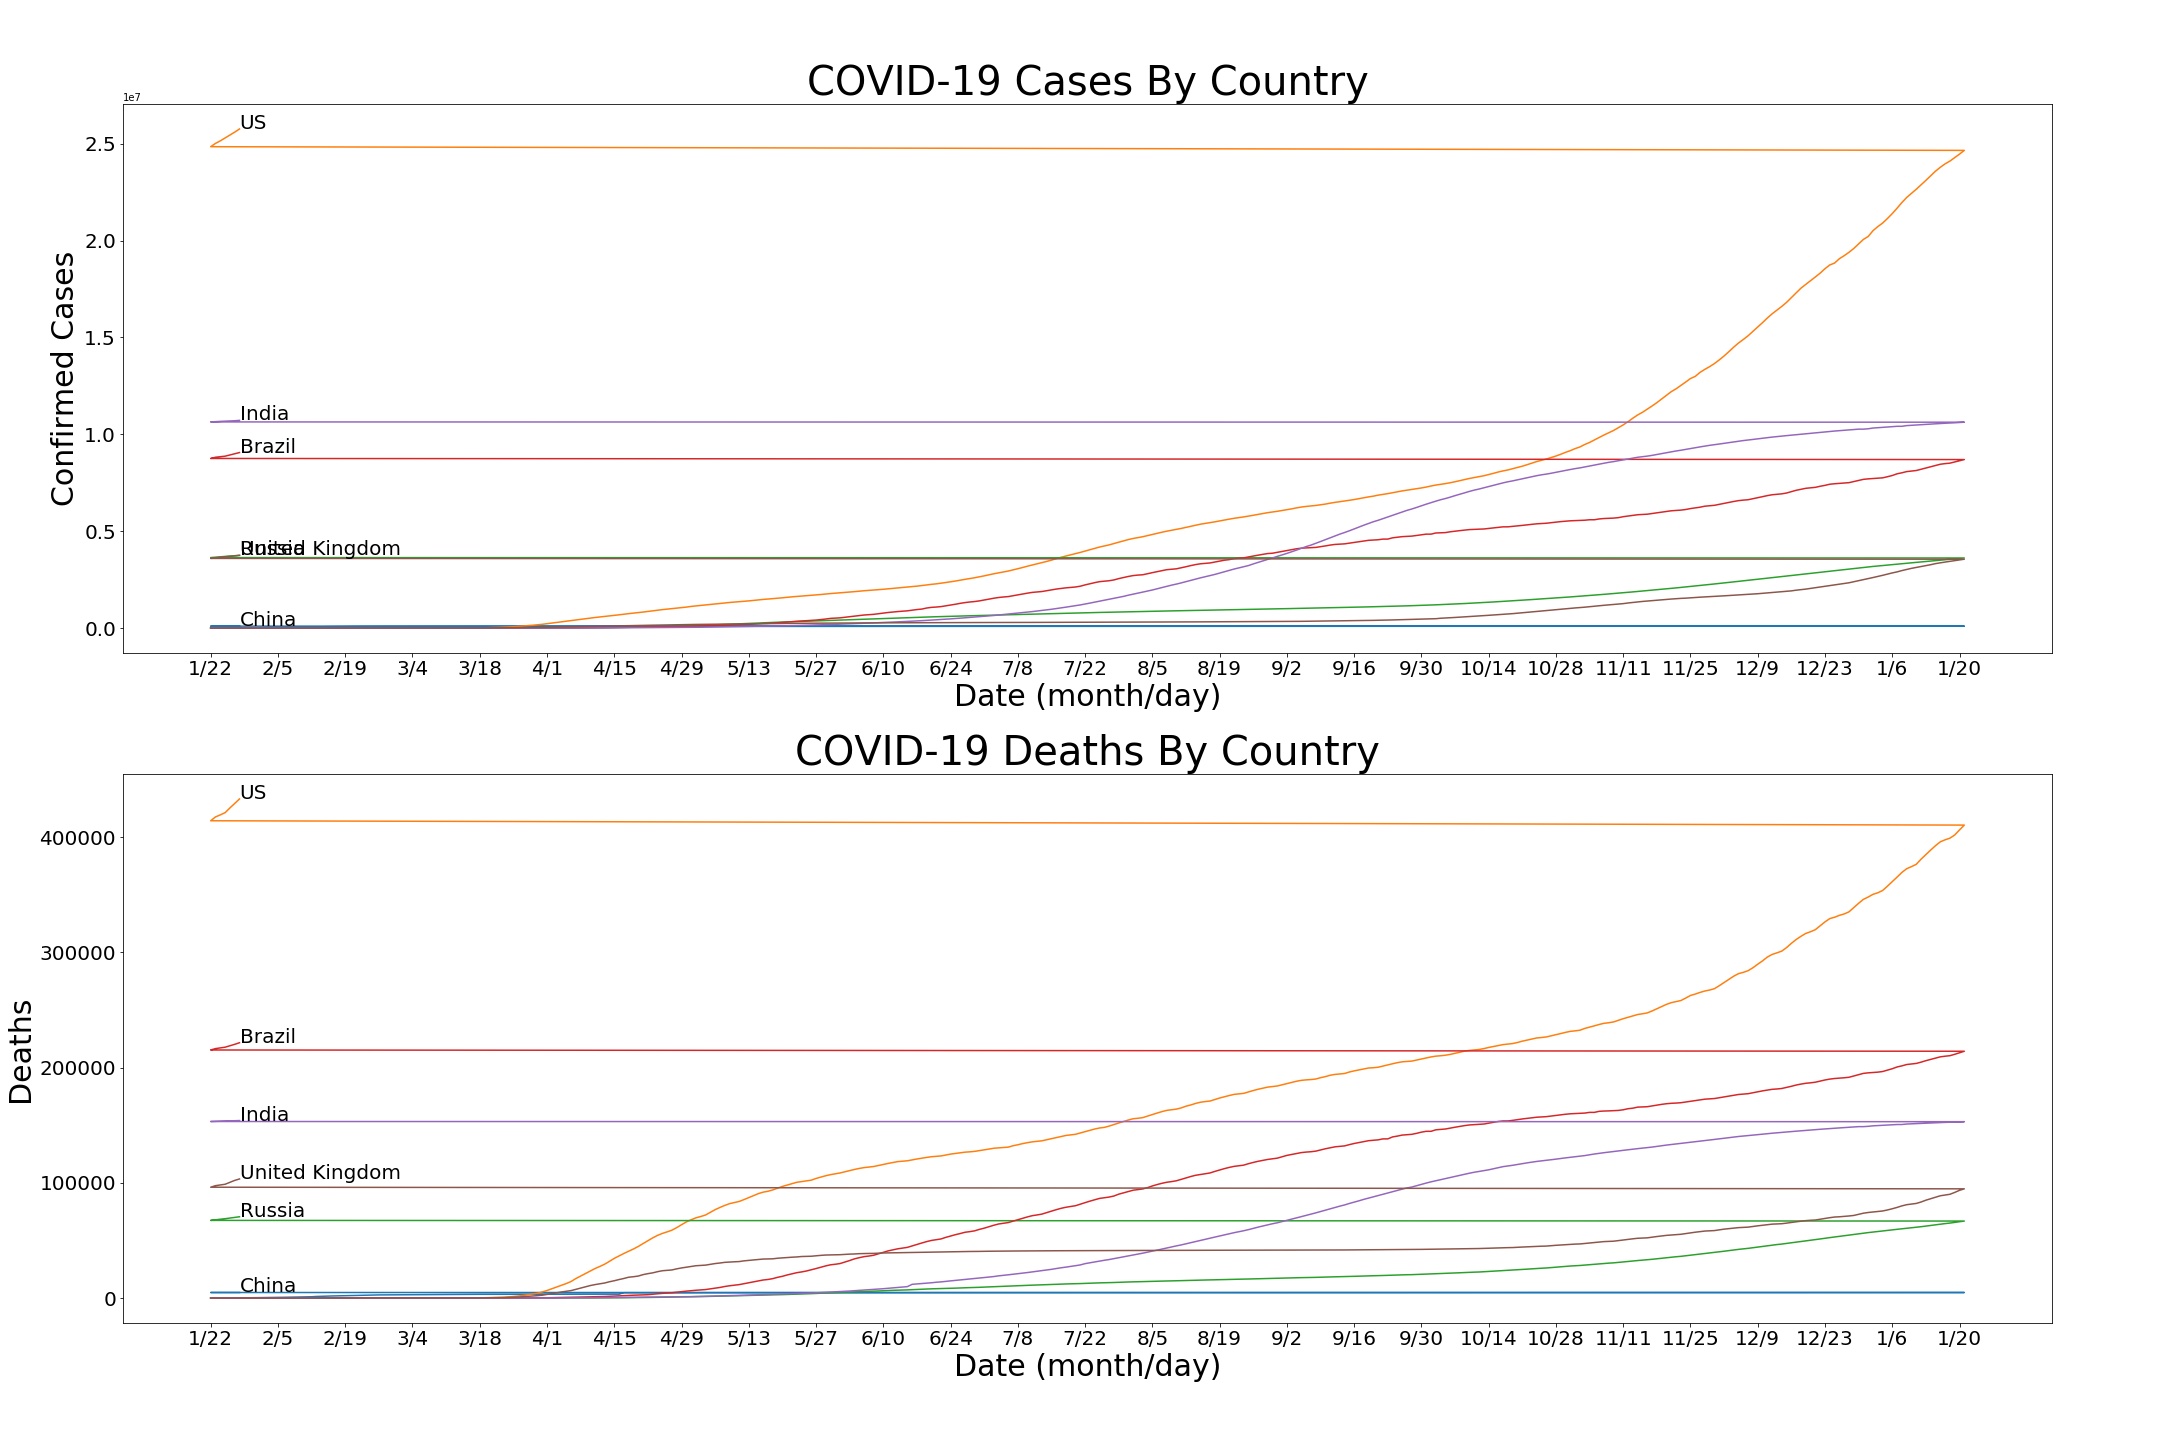 COVID-19 Cases By Country
1e7
US
2.5
2.0
1.5
India
1.0
Brazil
0.5
Russia
United Kingdom
China
0.0
Confirmed Cases
1/22 2/5 2/19 3/4 3/18 4/1 4/15 4/29 5/13 5/27 6/10 6/24 7/8 7/22 8/5 8/19 9/2 9/16 9/30 10/14 10/28 11/11 11/25 12/9 12/23 1/6 1/20
Date (month/day)
COVID-19 Deaths By Country
US
400000
300000
Brazil
200000
India
United Kingdom
100000
Russia
China
0
Deaths
1/22 2/5 2/19 3/4 3/18 4/1 4/15 4/29 5/13 5/27 6/10 6/24 7/8 7/22 8/5 8/19 9/2 9/16 9/30 10/14 10/28 11/11 11/25 12/9 12/23 1/6 1/20
Date (month/day)